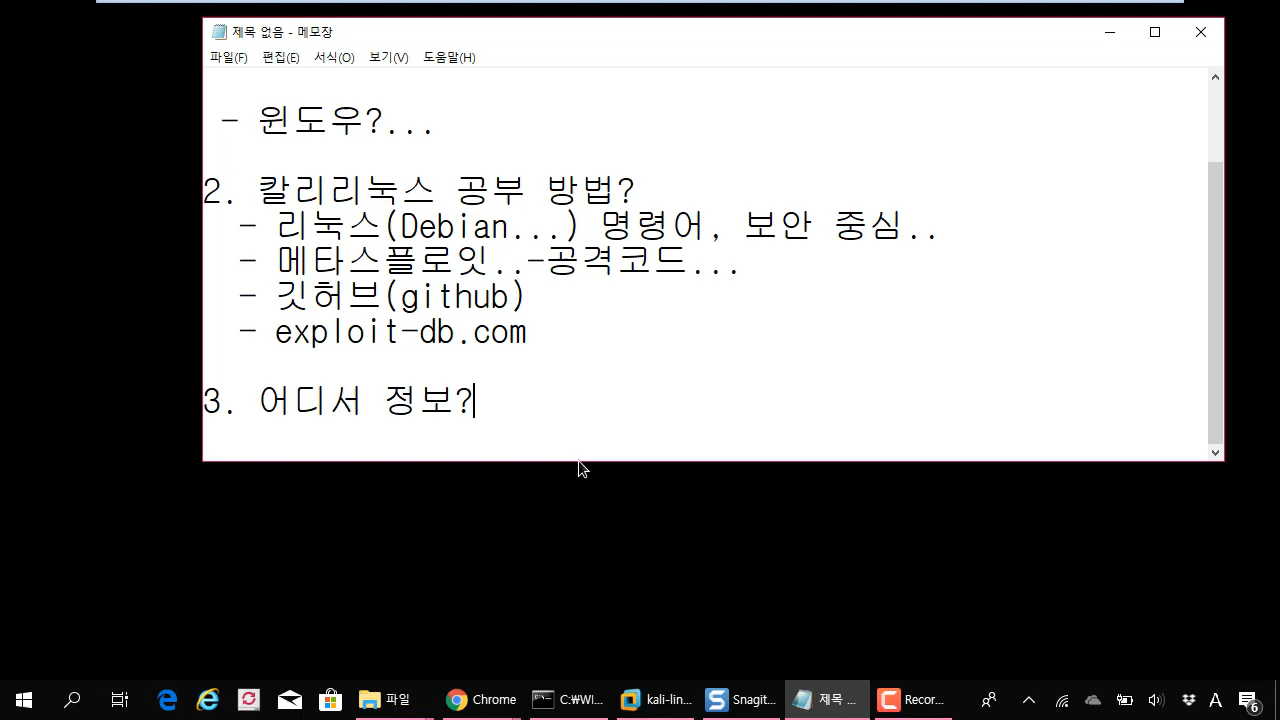 제목 없음 - 메모장
파일(F) 편집(E) 서식(O) 보기(V) 도움말(H)
- 윈도우?...
2. 칼리리눅스 공부 방법?
- 리눅스(Debian...) 명령어, 보안 중심..
- 메타스플로잇..-공격코드...
- 깃허브(github)
- exploit-db.com
3. 어디서 정보?
파일 Chrome C:\WI... kali-lin... Snagit... 제목 ... Recor... A 6